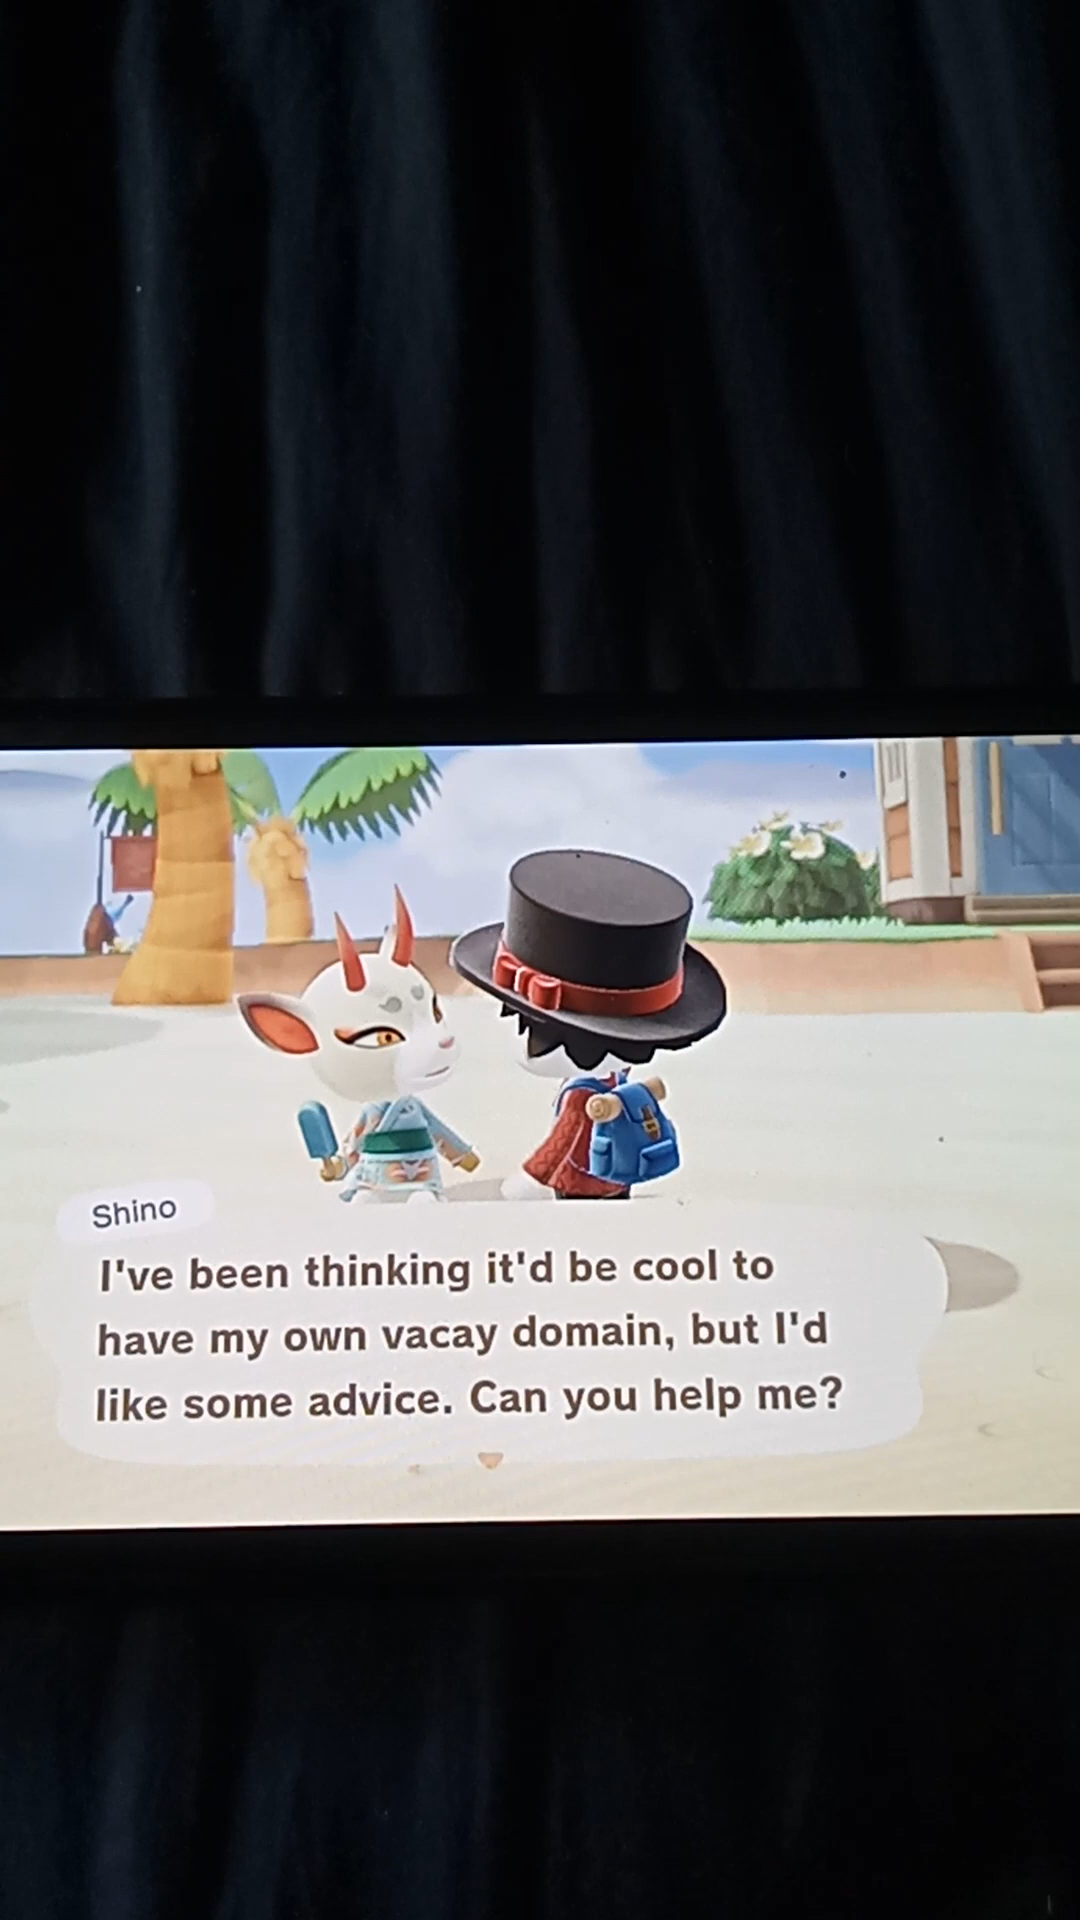 Shino
I've been thinking it'd be cool to
have my own vacay domain, but I'd
like some advice. Can you help me?